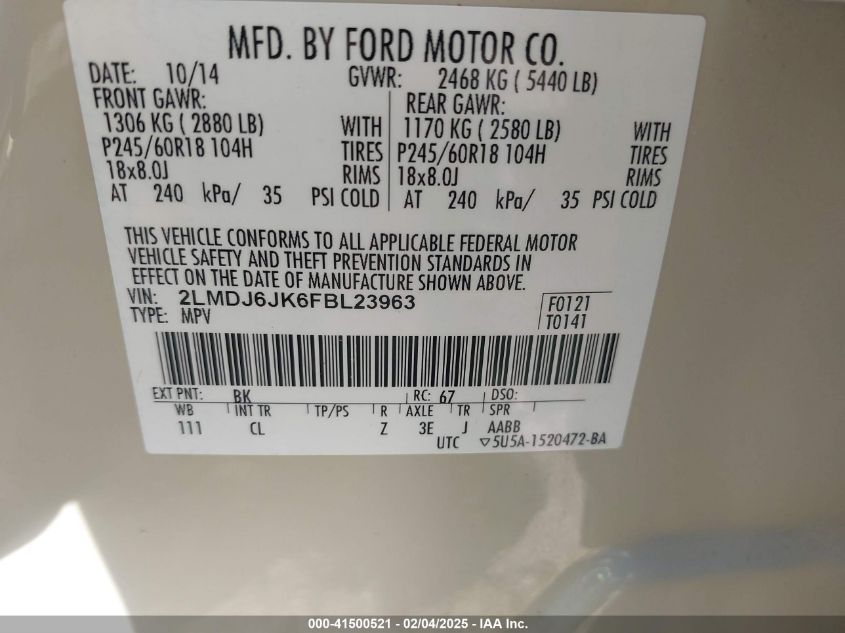 MFD. BY FORD MOTOR CO.
DATE: 10/14 GVWR: 2468 KG ( 5440 LB)
FRONT GAWR: REAR GAWR:
1306 KG ( 2880 LB) WITH 1170 KG ( 2580 LB) WITH
P245/60R18 104H TIRES P245/60R18 104H TIRES
18x8.0J RIMS 18x8.0J RIMS
AT 240 kPa/ 35 PSI COLD AT 240 kPa/ 35 PSI COLD
THIS VEHICLE CONFORMS TO ALL APPLICABLE FEDERAL MOTOR
VEHICLE SAFETY AND THEFT PREVENTION STANDARDS IN
EFFECT ON THE DATE OF MANUFACTURE SHOWN ABOVE.
VIN: 2LMDJ6JK6FBL23963 F0121
TYPE: MPV T0141
EXT PNT: BK RC: 67 DSO:
WB INT TR TP/PS R AXLE TR SPR
111 CL Z 3E J AABB
UTC 5U5A-1520472-BA
000-41500521 - 02/04/2025 - IAA Inc.